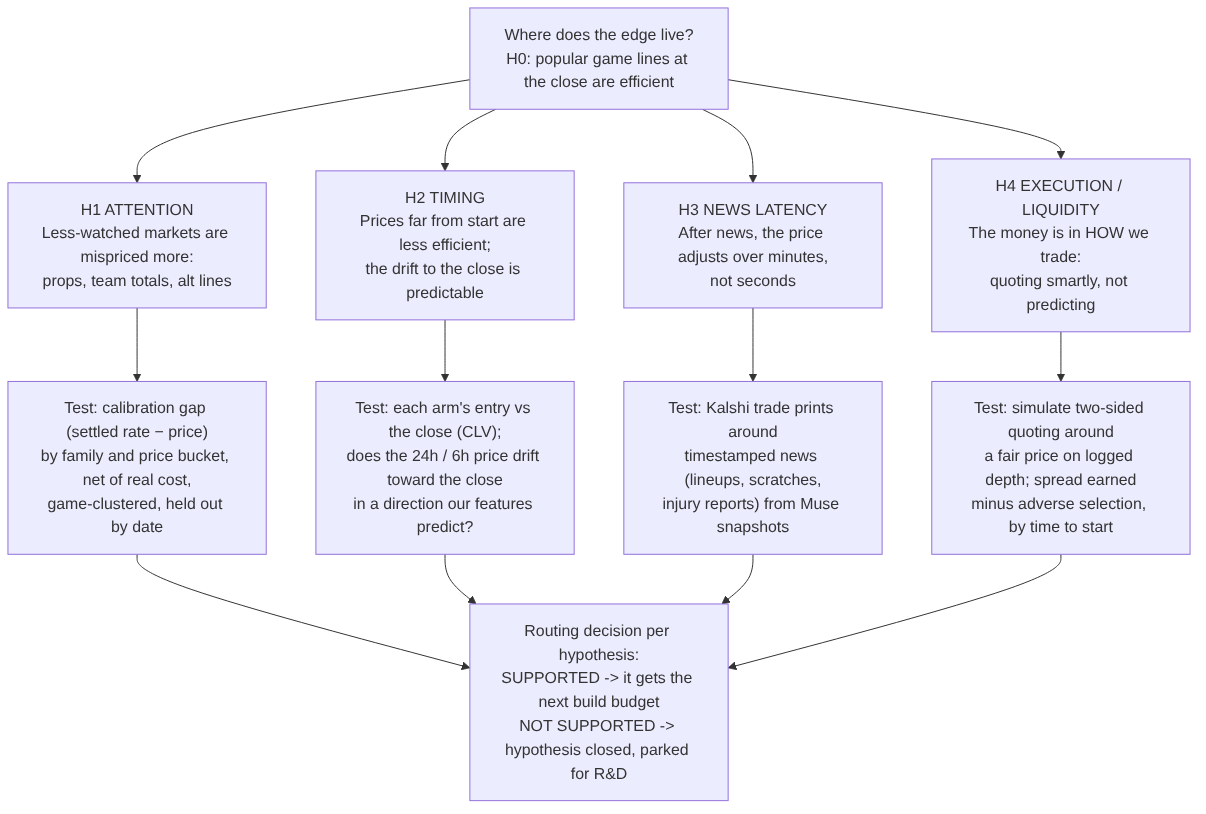 Where does the edge live?
H0: popular game lines at
the close are efficient
H1 ATTENTION
Less-watched markets are
mispriced more:
props, team totals, alt lines
H2 TIMING
Prices far from start are
less efficient;
the drift to the close is
predictable
H3 NEWS LATENCY
After news, the price
adjusts over minutes,
not seconds
H4 EXECUTION /
LIQUIDITY
The money is in HOW we
trade:
quoting smartly, not
predicting
Test: calibration gap
(settled rate − price)
by family and price bucket,
net of real cost,
game-clustered, held out
by date
Test: each arm's entry vs
the close (CLV);
does the 24h / 6h price drift
toward the close
in a direction our features
predict?
Test: Kalshi trade prints
around
timestamped news
(lineups, scratches,
injury reports) from Muse
snapshots
Test: simulate two-sided
quoting around
a fair price on logged
depth; spread earned
minus adverse selection,
by time to start
Routing decision per
hypothesis:
SUPPORTED -> it gets the
next build budget
NOT SUPPORTED ->
hypothesis closed, parked
for R&D